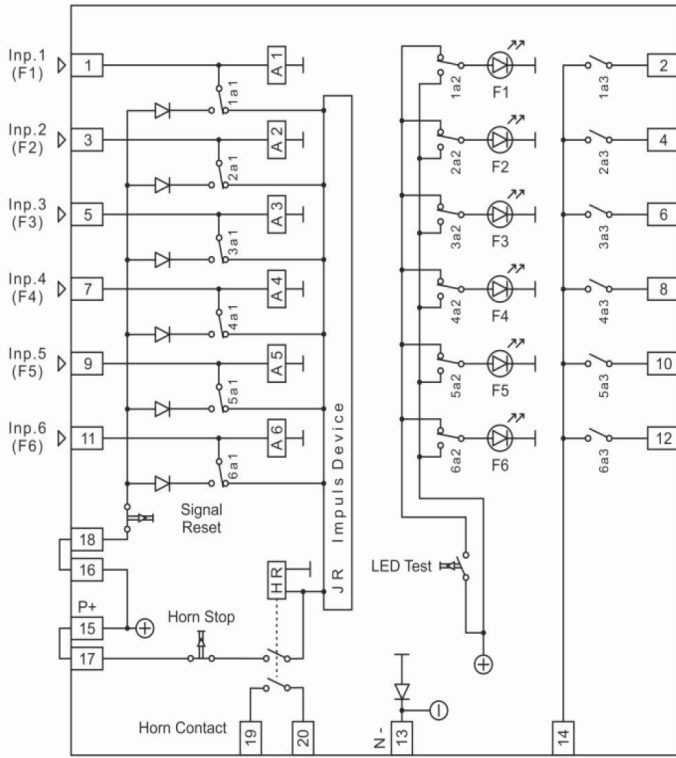 Inp.1
(F1)
1
A1
1a1
1a2
F1
1a3
2
Inp.2
(F2)
3
A2
2a1
2a2
F2
2a3
4
Inp.3
(F3)
5
A3
3a1
3a2
F3
3a3
6
Inp.4
(F4)
7
A4
4a1
4a2
F4
4a3
8
Inp.5
(F5)
9
A5
5a1
5a2
F5
5a3
10
Inp.6
(F6)
11
A6
6a1
6a2
F6
6a3
12
JR Impuls Device
Signal
Reset
18
16
P+
15
17
Horn Stop
HR
LED Test
Horn Contact
19
20
N -
13
14